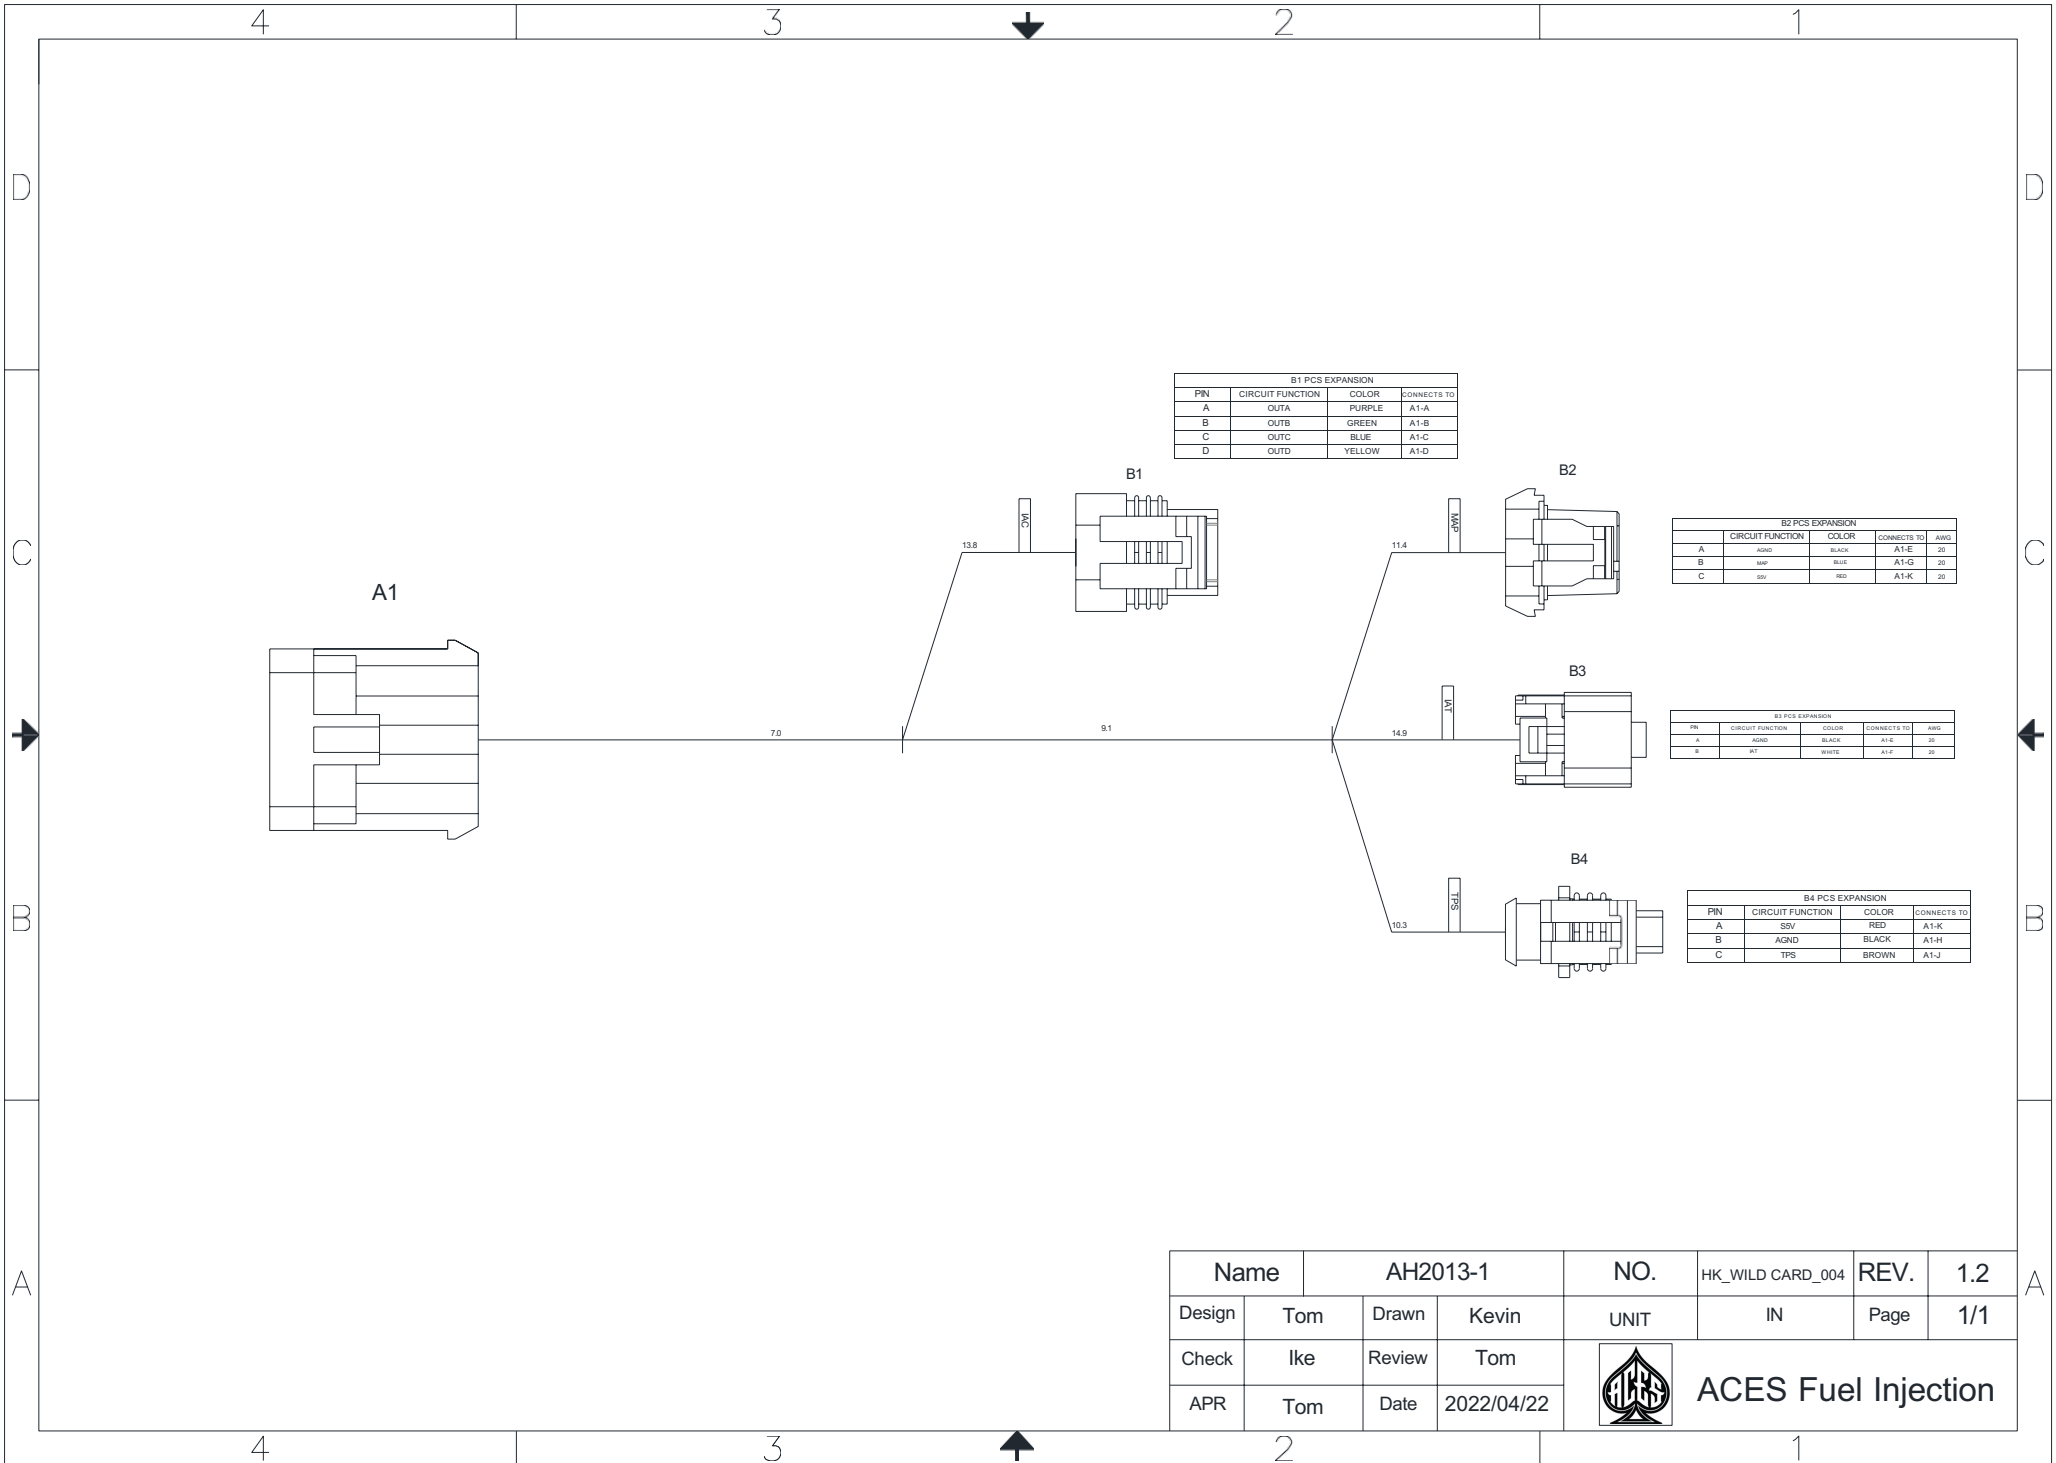 4 3 2 1
D D
B1 PCS EXPANSION
PIN CIRCUIT FUNCTION COLOR CONNECTS TO
A OUTA PURPLE A1-A
B OUTB GREEN A1-B
C OUTC BLUE A1-C
D OUTD YELLOW A1-D
B1
B2
IAC
MAP
B2 PCS EXPANSION
CIRCUIT FUNCTION COLOR CONNECTS TO AWG
A AGND BLACK A1-E 20
B MAP BLUE A1-G 20
C S5V RED A1-K 20
13.8
11.4
C C
A1
B3
IAT
B3 PCS EXPANSION
PIN CIRCUIT FUNCTION COLOR CONNECTS TO AWG
A AGND BLACK A1-E 20
B IAT WHITE A1-F 20
7.0
9.1
14.9
B4
TPS
B4 PCS EXPANSION
PIN CIRCUIT FUNCTION COLOR CONNECTS TO
A S5V RED A1-K
B AGND BLACK A1-H
C TPS BROWN A1-J
10.3
B B
Name AH2013-1 NO. HK_WILD CARD_004 REV. 1.2
Design Tom Drawn Kevin UNIT IN Page 1/1
Check Ike Review Tom
APR Tom Date 2022/04/22
ACES
ACES Fuel Injection
A A
4 3 2 1